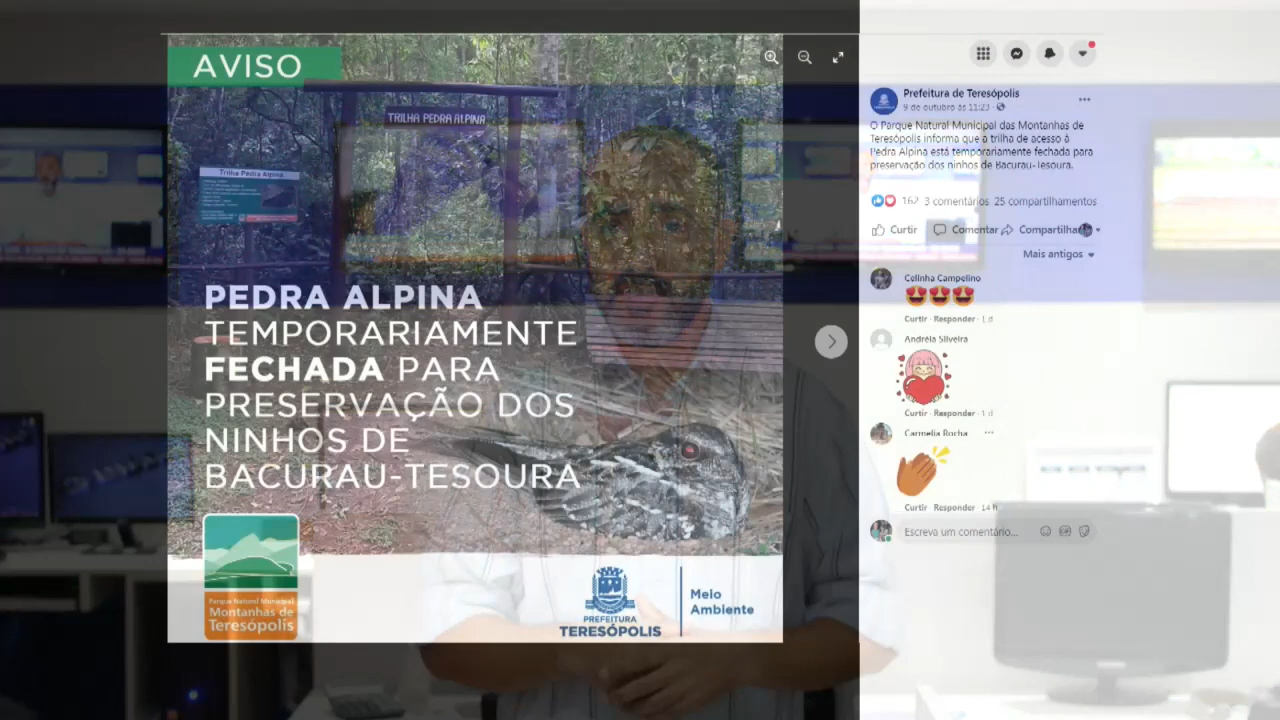 AVISO
TRILHA PEDRA ALPINA
Trilha Pedra Alpina
PEDRA ALPINA
TEMPORARIAMENTE
FECHADA PARA
PRESERVAÇÃO DOS
NINHOS DE
BACURAU-TESOURA
Parque Natural Municipal
Montanhas de
Teresópolis
PREFEITURA
TERESÓPOLIS
Meio
Ambiente
Prefeitura de Teresópolis
9 de outubro às 11:23
O Parque Natural Municipal das Montanhas de
Teresópolis informa que a trilha de acesso à
Pedra Alpina está temporariamente fechada para
preservação dos ninhos de Bacurau-Tesoura.
162 3 comentários 25 compartilhamentos
Curtir Comentar Compartilhar
Mais antigos
Celinha Campelino
Curtir · Responder · 1 d
Andréia Silveira
Curtir · Responder · 1 d
Carmelia Rocha
Curtir · Responder · 14 h
Escreva um comentário...